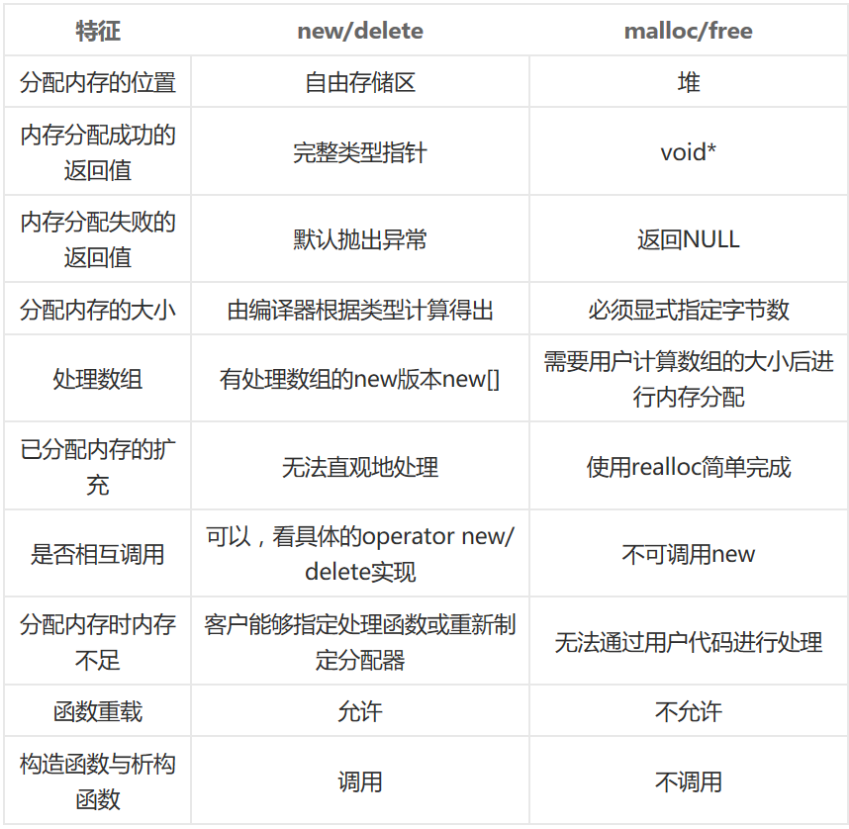 特征 new/delete malloc/free
分配内存的位置 自由存储区 堆
内存分配成功的
返回值 完整类型指针 void*
内存分配失败的
返回值 默认抛出异常 返回NULL
分配内存的大小 由编译器根据类型计算得出 必须显式指定字节数
处理数组 有处理数组的new版本new[] 需要用户计算数组的大小后进
行内存分配
已分配内存的扩
充 无法直观地处理 使用realloc简单完成
是否相互调用 可以，看具体的operator new/
delete实现 不可调用new
分配内存时内存
不足 客户能够指定处理函数或重新制
定分配器 无法通过用户代码进行处理
函数重载 允许 不允许
构造函数与析构
函数 调用 不调用